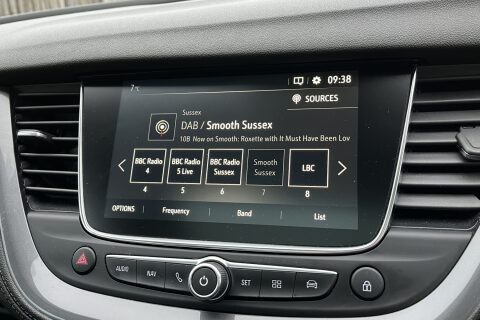 7°C
09:38
SOURCES
Sussex
DAB / Smooth Sussex
10B Now on Smooth: Roxette with It Must Have Been Lov
BBC Radio 4
BBC Radio 5 Live
BBC Radio Sussex
Smooth Sussex
LBC
4 5 6 7 8
OPTIONS Frequency Band List
AUDIO NAV SET